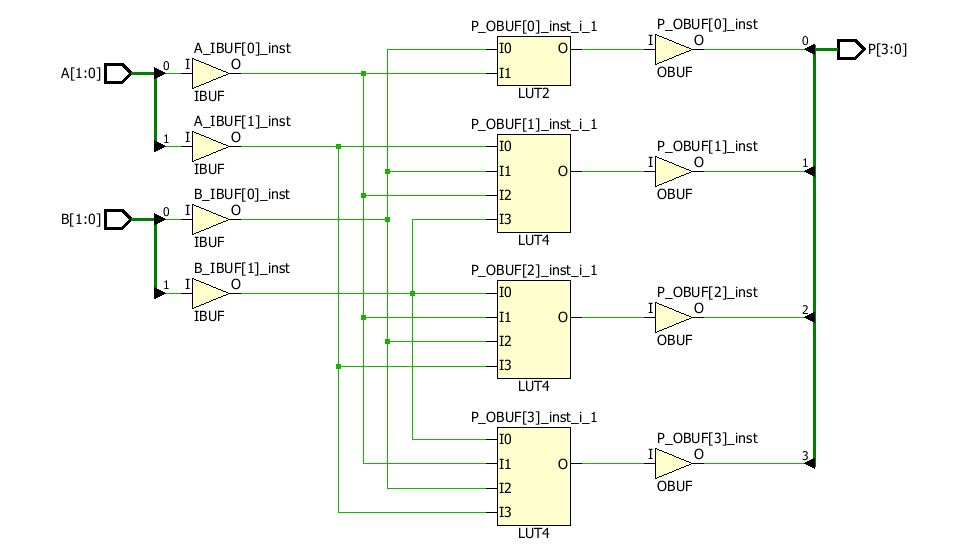 P_OBUF[0]_inst_i_1
P_OBUF[0]_inst
A_IBUF[0]_inst
I0
O
I
O
0
P[3:0]
A[1:0]
0
I
O
I1
OBUF
IBUF
LUT2
A_IBUF[1]_inst
P_OBUF[1]_inst_i_1
1
I
O
I0
P_OBUF[1]_inst
IBUF
I1
O
I
O
1
B_IBUF[0]_inst
I2
OBUF
B[1:0]
0
I
O
I3
IBUF
LUT4
B_IBUF[1]_inst
P_OBUF[2]_inst_i_1
1
I
O
I0
P_OBUF[2]_inst
IBUF
I1
O
I
O
2
I2
OBUF
I3
LUT4
P_OBUF[3]_inst_i_1
I0
P_OBUF[3]_inst
I1
O
I
O
3
I2
OBUF
I3
LUT4